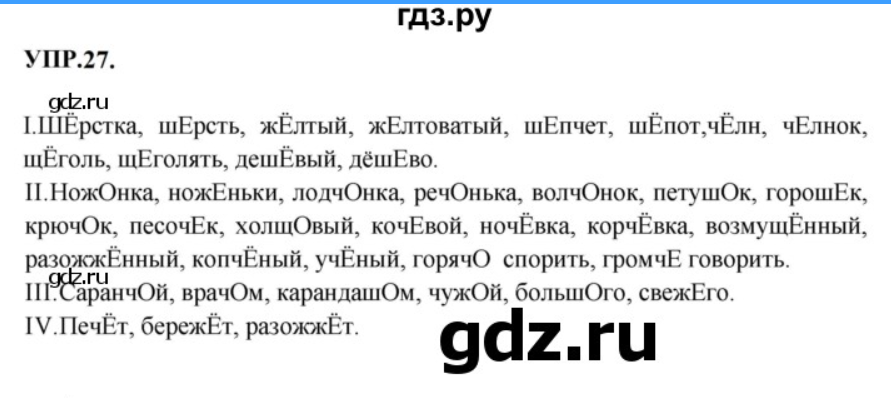 гдз.ру
УПР.27.
gdz.ru
I.ШЁрстка, шЕрсть, жЁлтый, жЕлтоватый, шЕпчет, шЁпот,чЁлн, чЕлнок,
щЁголь, щЕголять, дешЁвый, дёшЕво.
II.НожОнка, ножЕньки, лодчОнка, речОнька, волчОнок, петушОк, горошЕк,
крючОк, песочЕк, холщОвый, кочЕвой, ночЁвка, корчЁвка, возмущЁнный,
разожжЁнный, копчЁный, учЁный, горячО спорить, громчЕ говорить.
gdz.ru
III.СаранчОй, врачОм, карандашОм, чужОй, большОго, свежЕго.
IV.ПечЁт, бережЁт, разожжЁт.
gdz.ru